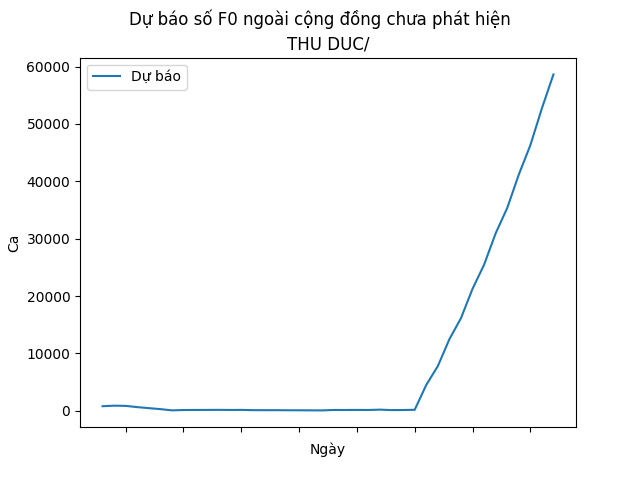 Dự báo số F0 ngoài cộng đồng chưa phát hiện
THU DUC/
Dự báo
60000
50000
40000
30000
20000
10000
0
Ca
Ngày